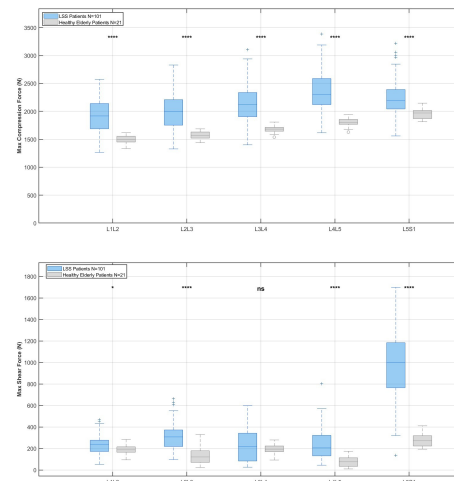 3500
LSS Patients N=101
Healthy Elderly Patients N=21
****
****
****
****
****
3000
2500
2000
1500
1000
500
0
Max Compression Force (N)
L1L2
L2L3
L3L4
L4L5
L5S1
LSS Patients N=101
Healthy Elderly Patients N=21
1800
*
****
ns
****
****
1600
1400
1200
1000
800
600
400
200
0
Max Shear Force (N)